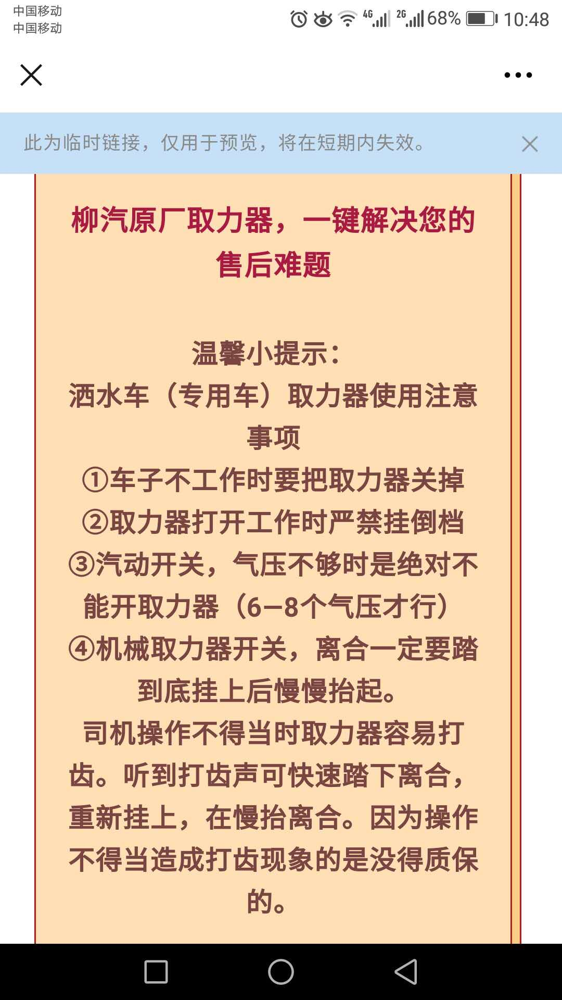 中国移动
中国移动
4G 2G 68% 10:48
此为临时链接，仅用于预览，将在短期内失效。
柳汽原厂取力器，一键解决您的
售后难题
温馨小提示：
洒水车（专用车）取力器使用注意
事项
①车子不工作时要把取力器关掉
②取力器打开工作时严禁挂倒档
③汽动开关，气压不够时是绝对不
能开取力器（6—8个气压才行）
④机械取力器开关，离合一定要踏
到底挂上后慢慢抬起。
司机操作不得当时取力器容易打
齿。听到打齿声可快速踏下离合，
重新挂上，在慢抬离合。因为操作
不得当造成打齿现象的是没得质保
的。